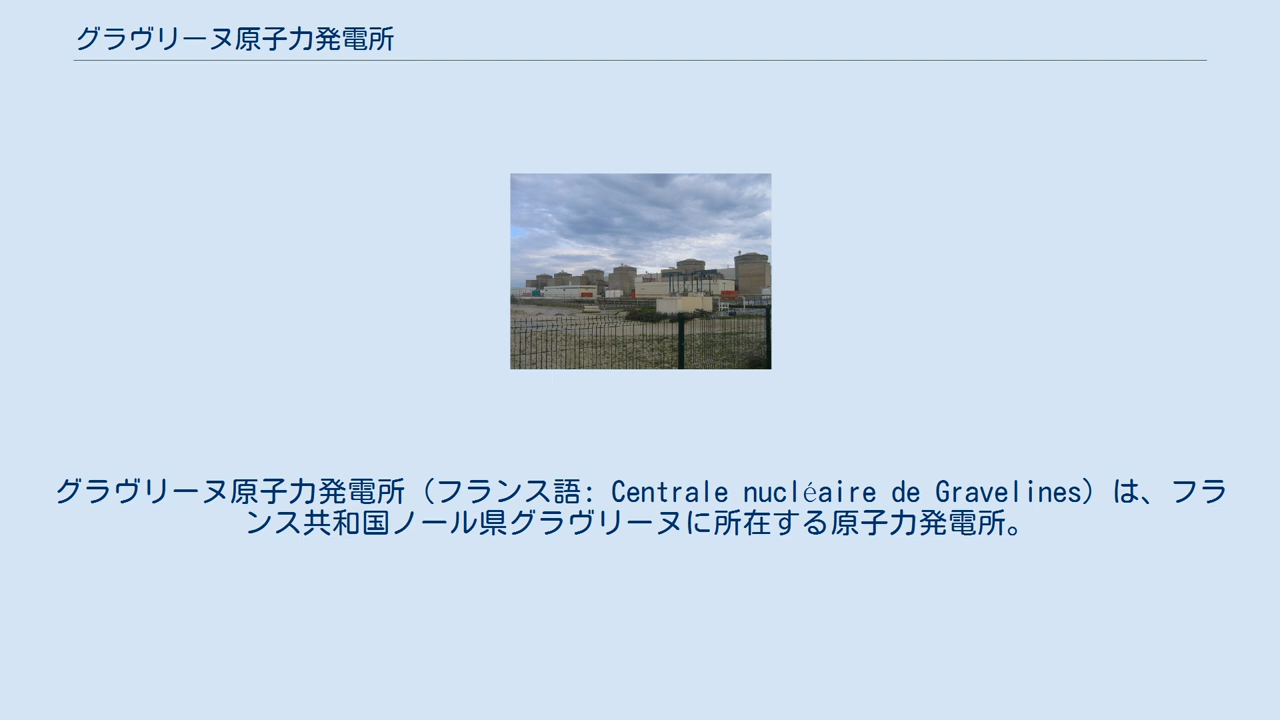 グラヴリーヌ原子力発電所
グラヴリーヌ原子力発電所（フランス語: Centrale nucléaire de Gravelines）は、フラ
ンス共和国ノール県グラヴリーヌに所在する原子力発電所。